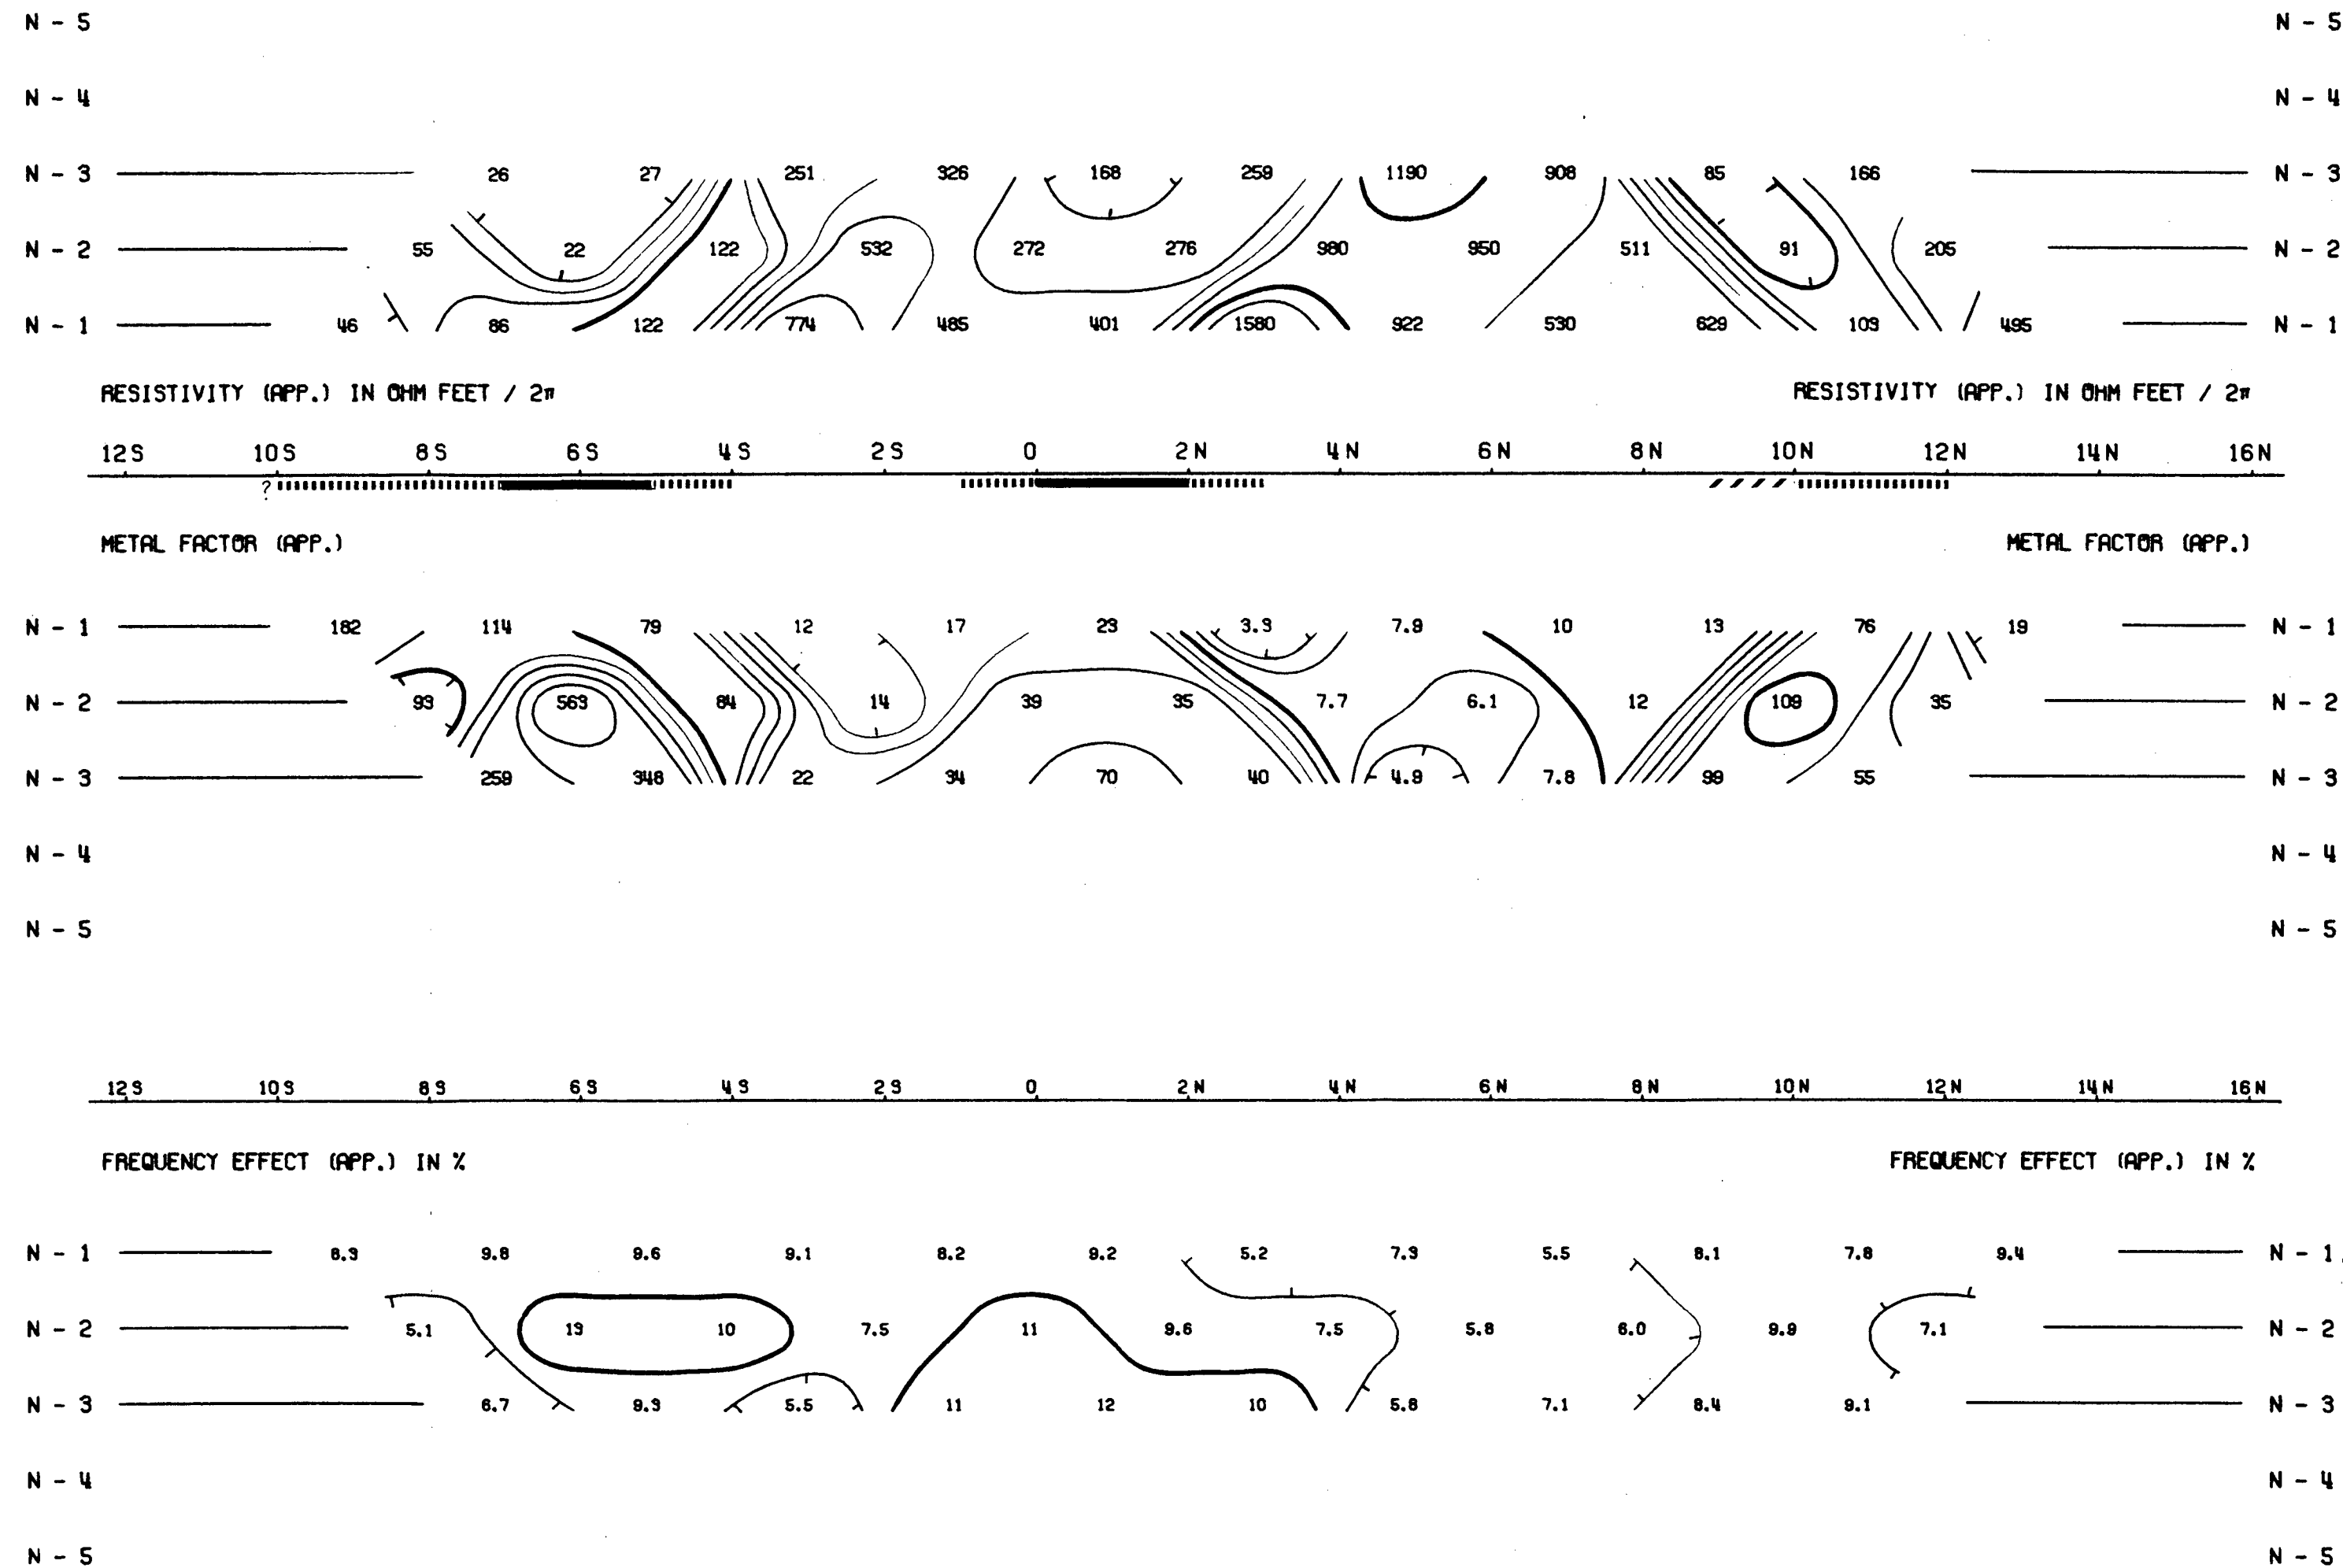 N - 5 N - 5
N - 4 N - 4
N - 3 26 27 251 326 168 259 1190 908 85 166 N - 3
N - 2 55 22 122 532 272 276 980 950 511 91 205 N - 2
N - 1 46 86 122 774 485 401 1580 922 530 629 103 495 N - 1
RESISTIVITY (APP.) IN OHM FEET / 2π RESISTIVITY (APP.) IN OHM FEET / 2π
12S 10S 8S 6S 4S 2S 0 2N 4N 6N 8N 10N 12N 14N 16N
?
METAL FACTOR (APP.) METAL FACTOR (APP.)
N - 1 182 114 79 12 17 23 3.3 7.9 10 13 76 19 N - 1
N - 2 93 563 84 14 39 35 7.7 6.1 12 109 35 N - 2
N - 3 259 348 22 34 70 40 4.9 7.8 99 55 N - 3
N - 4 N - 4
N - 5 N - 5
12S 10S 8S 6S 4S 2S 0 2N 4N 6N 8N 10N 12N 14N 16N
FREQUENCY EFFECT (APP.) IN % FREQUENCY EFFECT (APP.) IN %
N - 1 8.3 9.8 9.6 9.1 8.2 9.2 5.2 7.3 5.5 8.1 7.8 9.4 N - 1
N - 2 5.1 13 10 7.5 11 9.6 7.5 5.8 6.0 9.9 7.1 N - 2
N - 3 6.7 9.3 5.5 11 12 10 5.8 7.1 8.4 9.1 N - 3
N - 4 N - 4
N - 5 N - 5